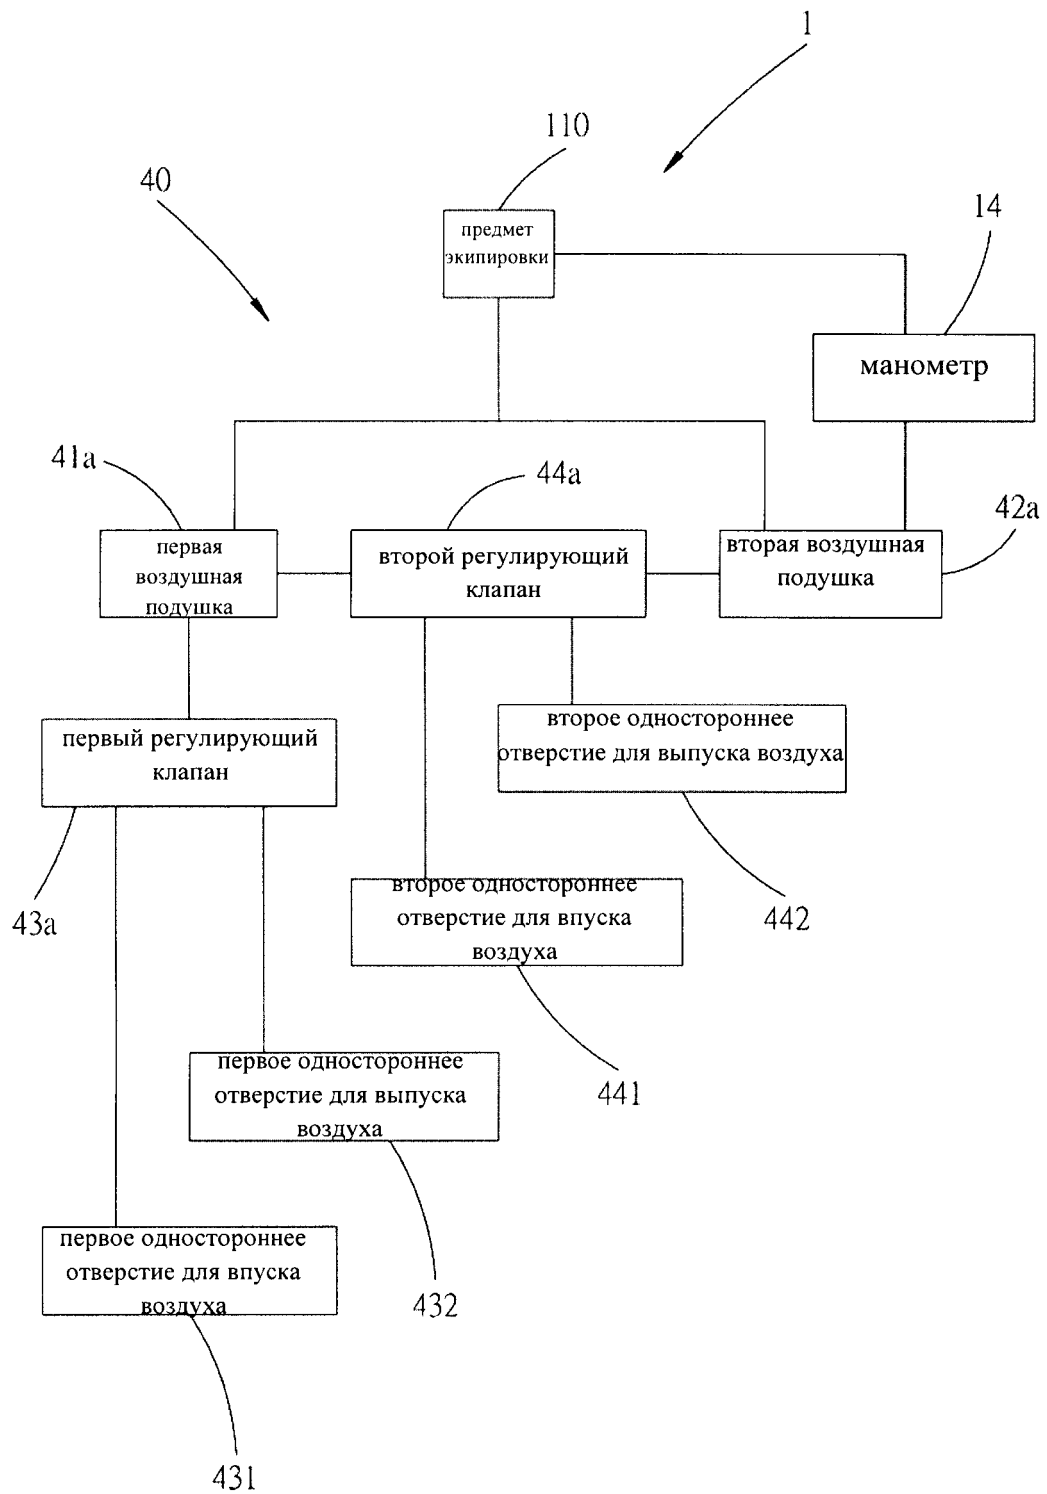 1
110
40
14
предмет
экипировки
манометр
41a
44a
42a
первая
воздушная
подушка
второй регулирующий
клапан
вторая воздушная
подушка
второе одностороннее
отверстие для выпуска воздуха
первый регулирующий
клапан
43a
второе одностороннее
отверстие для впуска
воздуха
442
441
первое одностороннее
отверстие для выпуска
воздуха
432
первое одностороннее
отверстие для впуска
воздуха
431